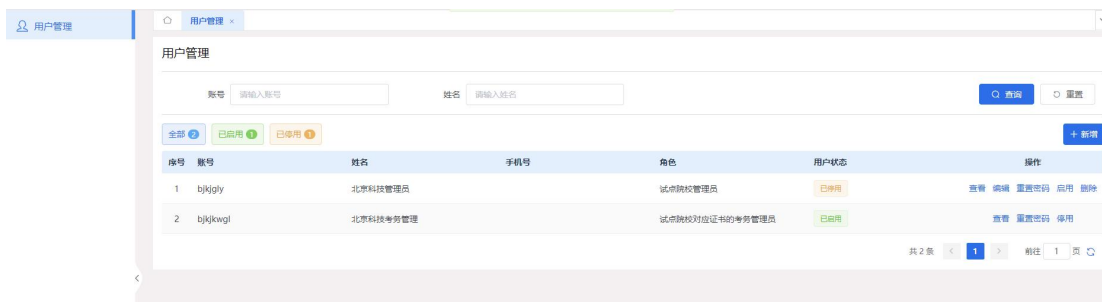 用户管理
用户管理 ×
用户管理
账号 请输入账号 姓名 请输入姓名 查询 重置
全部 2 已启用 1 已停用 1 + 新增
序号 账号 姓名 手机号 角色 用户状态 操作
1 bjkjgly 北京科技管理员 试点院校管理员 已停用 查看 编辑 重置密码 启用 删除
2 bjkjkwgl 北京科技考务管理 试点院校对应证书的考务管理员 已启用 查看 重置密码 停用
共 2 条 < 1 > 前往 1 页